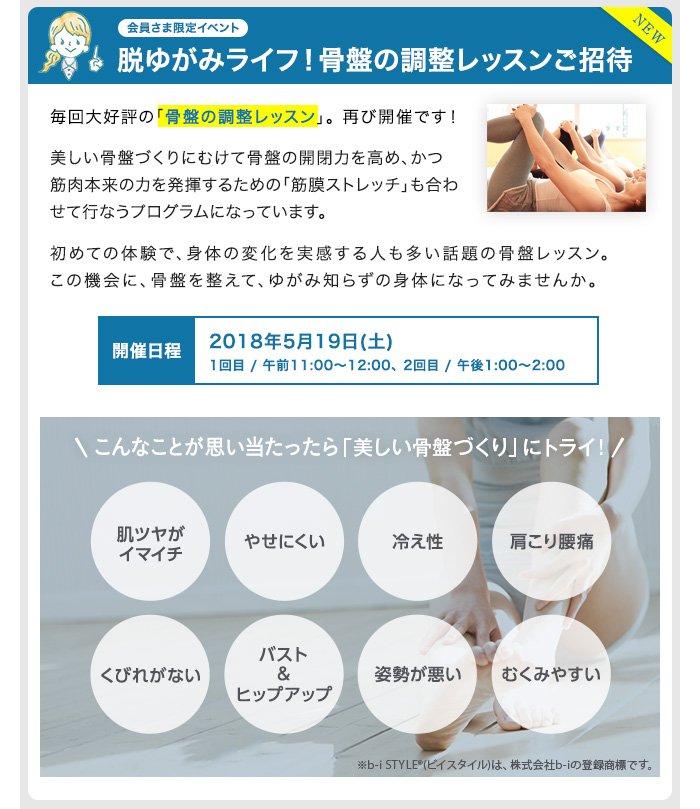 会員さま限定イベント
脱ゆがみライフ！骨盤の調整レッスンご招待
NEW
毎回大好評の「骨盤の調整レッスン」。再び開催です！
美しい骨盤づくりにむけて骨盤の開閉力を高め、かつ
筋肉本来の力を発揮するための「筋膜ストレッチ」も合わ
せて行なうプログラムになっています。
初めての体験で、身体の変化を実感する人も多い話題の骨盤レッスン。
この機会に、骨盤を整えて、ゆがみ知らずの身体になってみませんか。
開催日程
2018年5月19日(土)
1回目 / 午前11:00〜12:00、2回目 / 午後1:00〜2:00
\ こんなことが思い当たったら「美しい骨盤づくり」にトライ！/
肌ツヤが
イマイチ
やせにくい
冷え性
肩こり腰痛
くびれがない
バスト
&
ヒップアップ
姿勢が悪い
むくみやすい
※b-i STYLE®(ビイスタイル)は、株式会社b-iの登録商標です。